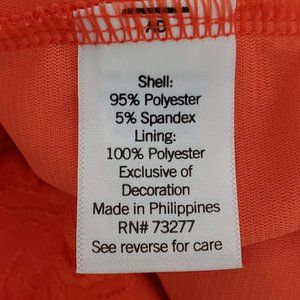 Shell:
95% Polyester
5% Spandex
Lining:
100% Polyester
Exclusive of
Decoration
Made in Philippines
RN# 73277
See reverse for care